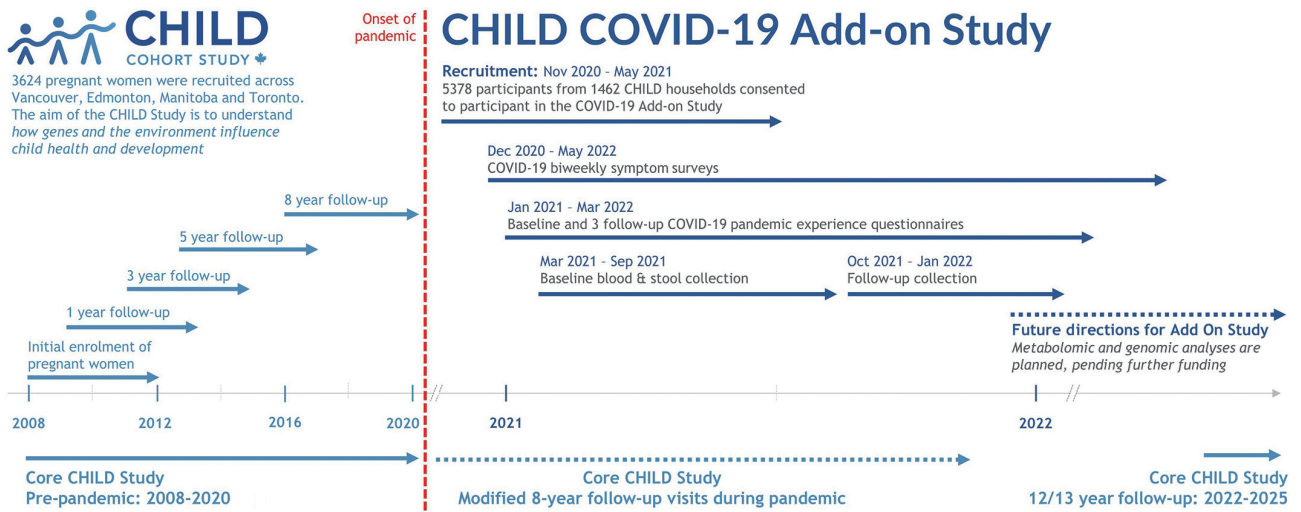 CHILD
COHORT STUDY
3624 pregnant women were recruited across
Vancouver, Edmonton, Manitoba and Toronto.
The aim of the CHILD Study is to understand
how genes and the environment influence
child health and development
Onset of
pandemic
CHILD COVID-19 Add-on Study
Recruitment: Nov 2020 – May 2021
5378 participants from 1462 CHILD households consented
to participant in the COVID-19 Add-on Study
Dec 2020 – May 2022
COVID-19 biweekly symptom surveys
Jan 2021 – Mar 2022
Baseline and 3 follow-up COVID-19 pandemic experience questionnaires
Mar 2021 – Sep 2021
Baseline blood & stool collection
Oct 2021 – Jan 2022
Follow-up collection
Future directions for Add On Study
Metabolomic and genomic analyses are
planned, pending further funding
8 year follow-up
5 year follow-up
3 year follow-up
1 year follow-up
Initial enrolment of
pregnant women
2008
2012
2016
2020
2021
2022
Core CHILD Study
Pre-pandemic: 2008-2020
Core CHILD Study
Modified 8-year follow-up visits during pandemic
Core CHILD Study
12/13 year follow-up: 2022-2025